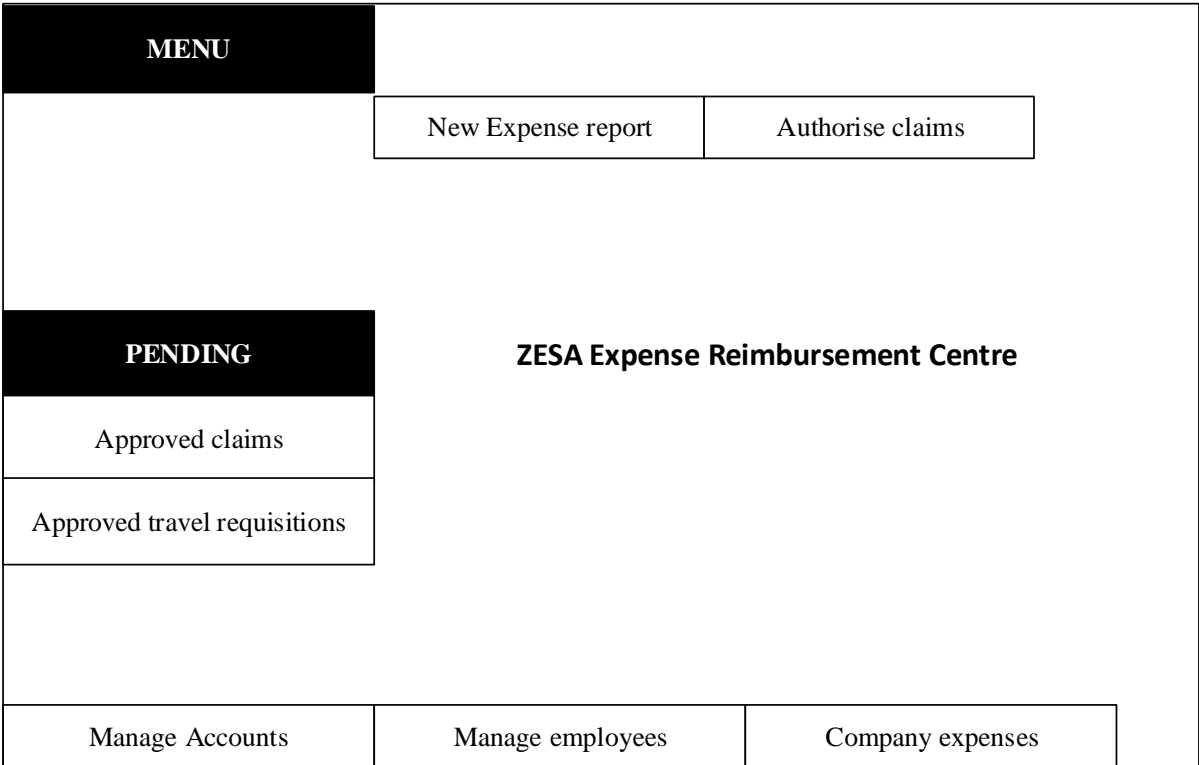 MENU
New Expense report
Authorise claims
PENDING
ZESA Expense Reimbursement Centre
Approved claims
Approved travel requisitions
Manage Accounts
Manage employees
Company expenses